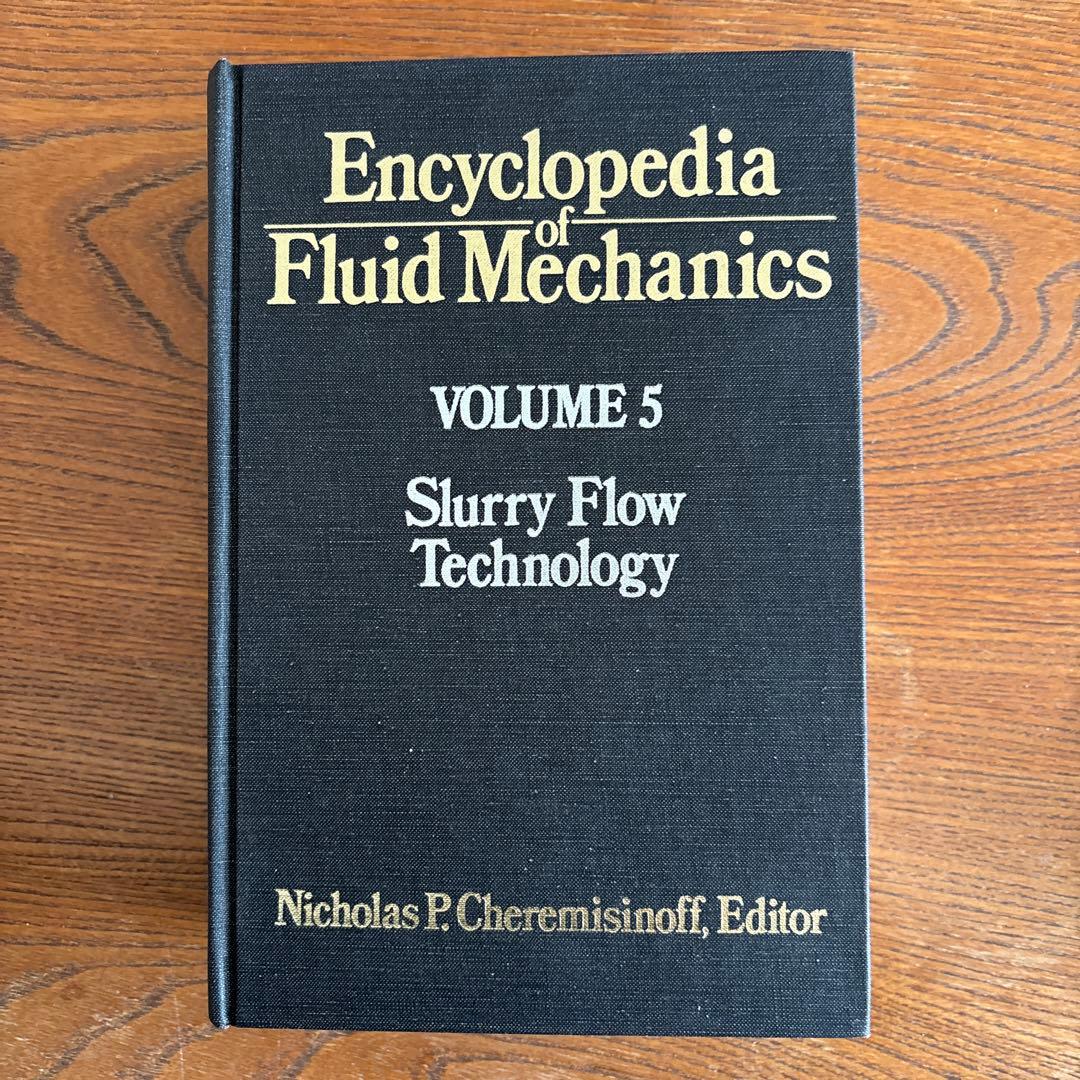 Encyclopedia
of
Fluid Mechanics
VOLUME 5
Slurry Flow
Technology
Nicholas P. Cheremisinoff, Editor